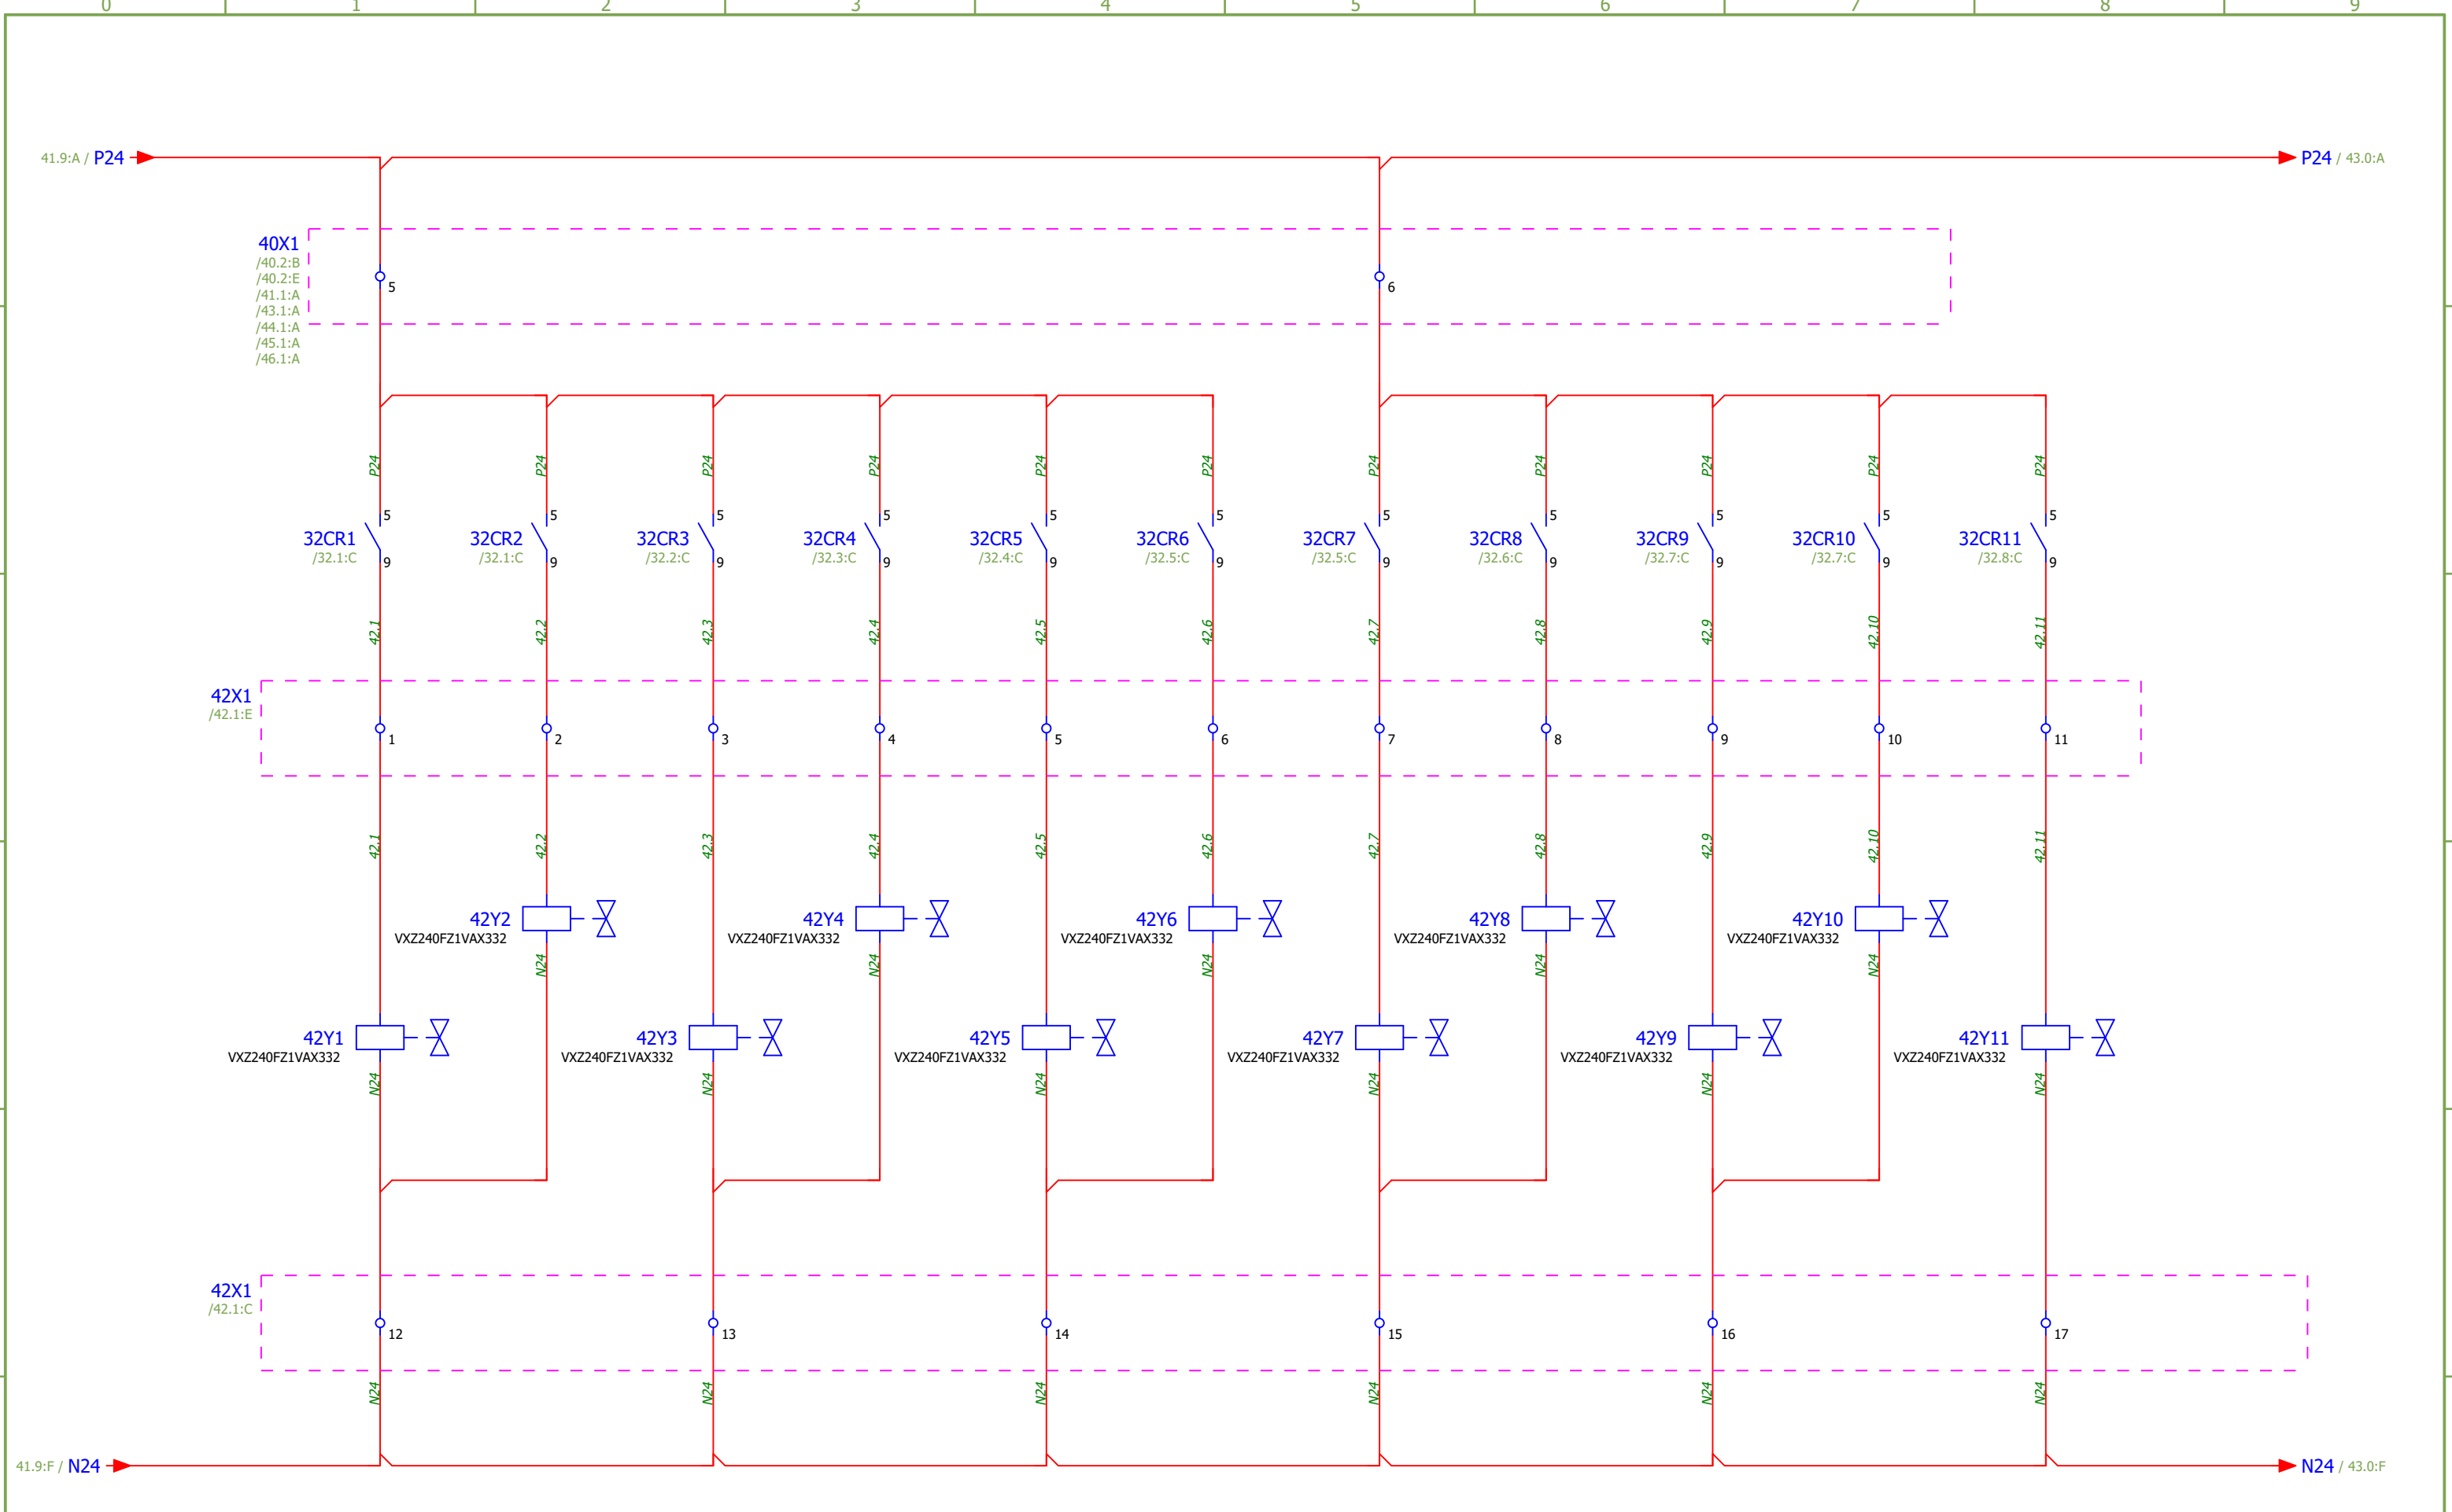 0 1 2 3 4 5 6 7 8 9
41.9:A / P24 P24 / 43.0:A
40X1
/40.2:B
/40.2:E
/41.1:A
/43.1:A
/44.1:A
/45.1:A
/46.1:A
5 6
P24 P24 P24 P24 P24 P24 P24 P24 P24 P24 P24
5 5 5 5 5 5 5 5 5 5 5
32CR1 32CR2 32CR3 32CR4 32CR5 32CR6 32CR7 32CR8 32CR9 32CR10 32CR11
/32.1:C /32.1:C /32.2:C /32.3:C /32.4:C /32.5:C /32.5:C /32.6:C /32.7:C /32.7:C /32.8:C
9 9 9 9 9 9 9 9 9 9 9
42.1 42.2 42.3 42.4 42.5 42.6 42.7 42.8 42.9 42.10 42.11
42X1
/42.1:E
1 2 3 4 5 6 7 8 9 10 11
42.1 42.2 42.3 42.4 42.5 42.6 42.7 42.8 42.9 42.10 42.11
42Y2 42Y4 42Y6 42Y8 42Y10
VXZ240FZ1VAX332 VXZ240FZ1VAX332 VXZ240FZ1VAX332 VXZ240FZ1VAX332 VXZ240FZ1VAX332
N24 N24 N24 N24 N24
42Y1 42Y3 42Y5 42Y7 42Y9 42Y11
VXZ240FZ1VAX332 VXZ240FZ1VAX332 VXZ240FZ1VAX332 VXZ240FZ1VAX332 VXZ240FZ1VAX332 VXZ240FZ1VAX332
N24 N24 N24 N24 N24 N24
42X1
/42.1:C
12 13 14 15 16 17
N24 N24 N24 N24 N24 N24
41.9:F / N24 N24 / 43.0:F